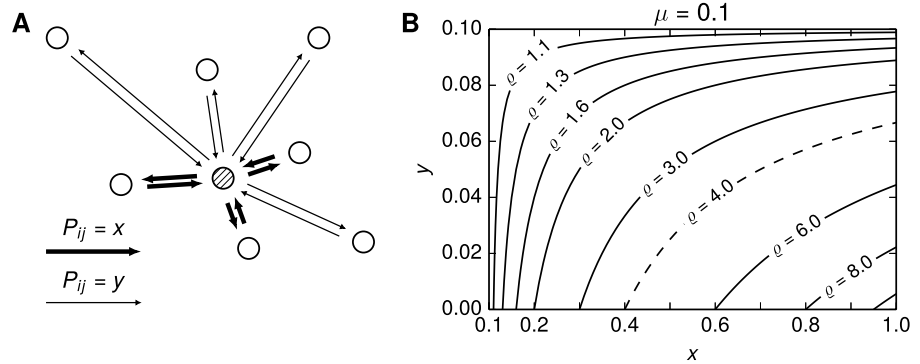 A
P_ij = x
P_ij = y
B
μ = 0.1
y
0.10
0.08
0.06
0.04
0.02
0.00
ϱ = 1.1
ϱ = 1.3
ϱ = 1.6
ϱ = 2.0
ϱ = 3.0
ϱ = 4.0
ϱ = 6.0
ϱ = 8.0
0.1 0.2 0.4 0.6 0.8 1.0
x